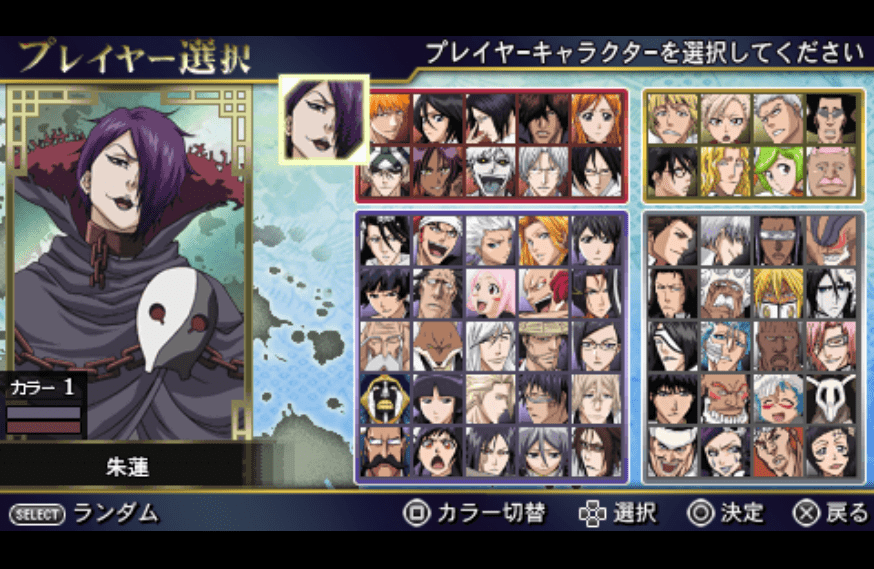 プレイヤー選択
プレイヤーキャラクターを選択してください
カラー 1
朱蓮
SELECT ランダム
カラー切替
選択
決定
戻る